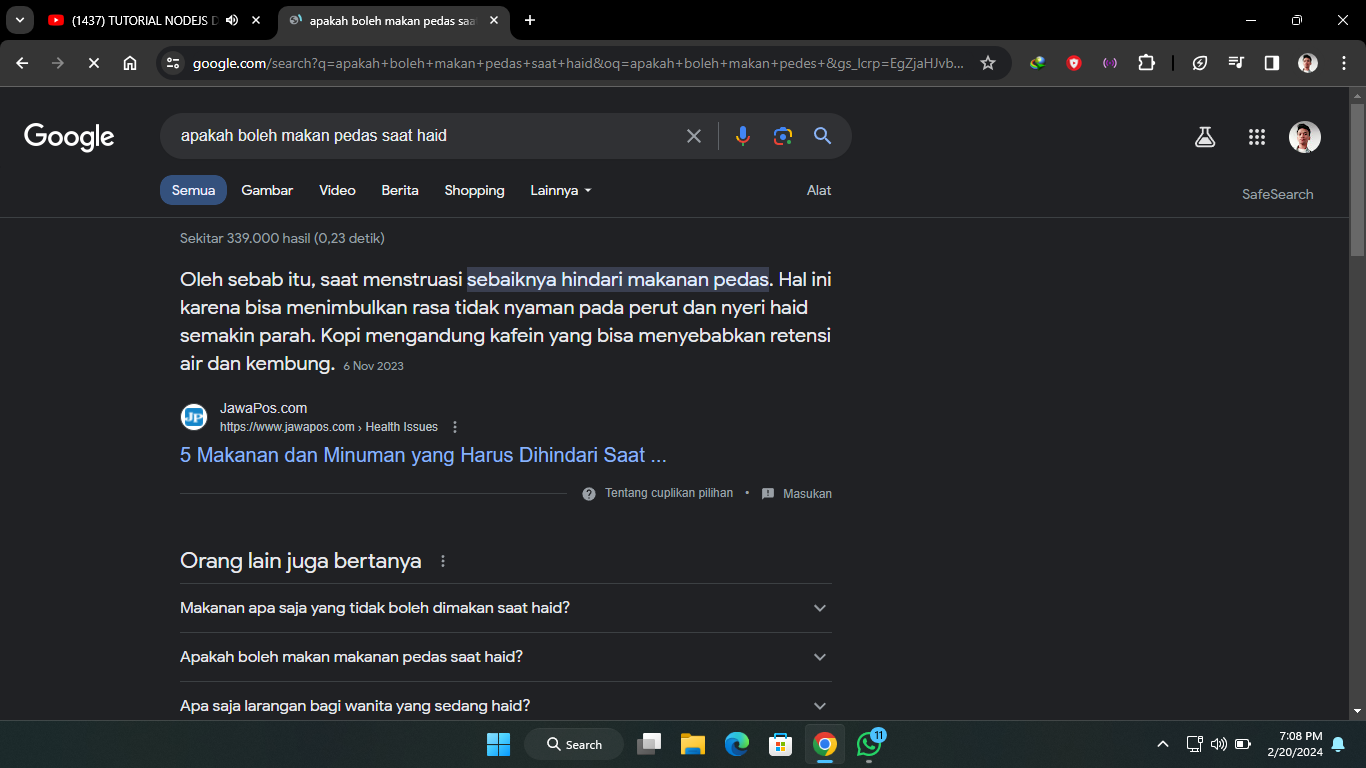 (1437) TUTORIAL NODEJS D
apakah boleh makan pedas saa
google.com/search?q=apakah+boleh+makan+pedas+saat+haid&oq=apakah+boleh+makan+pedes+&gs_lcrp=EgZjaHJvb...
Google
apakah boleh makan pedas saat haid
Semua
Gambar
Video
Berita
Shopping
Lainnya
Alat
SafeSearch
Sekitar 339.000 hasil (0,23 detik)
Oleh sebab itu, saat menstruasi sebaiknya hindari makanan pedas. Hal ini
karena bisa menimbulkan rasa tidak nyaman pada perut dan nyeri haid
semakin parah. Kopi mengandung kafein yang bisa menyebabkan retensi
air dan kembung. 6 Nov 2023
JP
JawaPos.com
https://www.jawapos.com › Health Issues
5 Makanan dan Minuman yang Harus Dihindari Saat ...
Tentang cuplikan pilihan • Masukan
Orang lain juga bertanya
Makanan apa saja yang tidak boleh dimakan saat haid?
Apakah boleh makan makanan pedas saat haid?
Apa saja larangan bagi wanita yang sedang haid?
Search
11
7:08 PM
2/20/2024